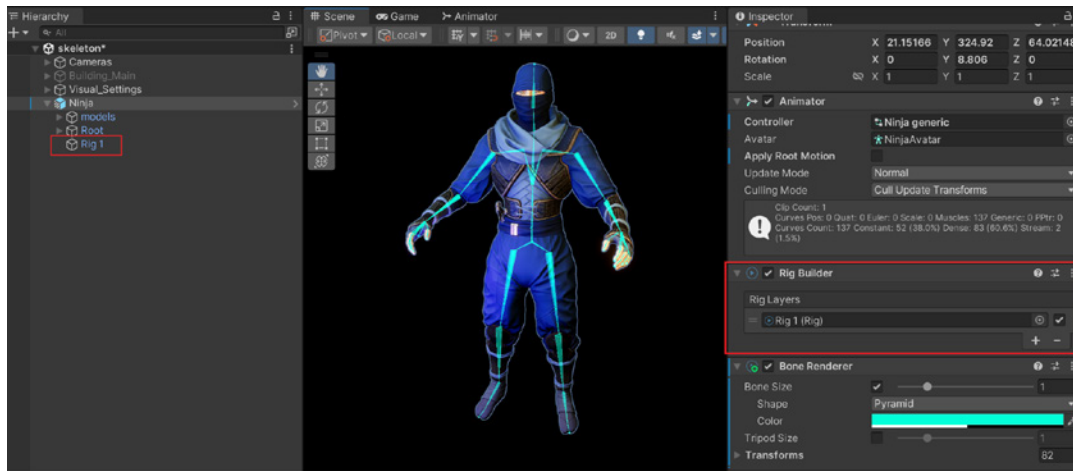 Hierarchy
All
skeleton*
Cameras
Building_Main
Visual_Settings
Ninja
models
Root
Rig 1
Scene
Game
Animator
Pivot
Local
2D
Inspector
Position X 21.15166 Y 324.92 Z 64.02148
Rotation X 0 Y 8.806 Z 0
Scale X 1 Y 1 Z 1
Animator
Controller Ninja generic
Avatar NinjaAvatar
Apply Root Motion
Update Mode Normal
Culling Mode Cull Update Transforms
Clip Count: 1
Curves Pos: 0 Quat: 0 Euler: 0 Scale: 0 Muscles: 137 Generic: 0 PPtr: 0
Curves Count: 137 Constant: 52 (38.0%) Dense: 83 (60.6%) Stream: 2
(1.5%)
Rig Builder
Rig Layers
Rig 1 (Rig)
Bone Renderer
Bone Size 1
Shape Pyramid
Color
Tripod Size 1
Transforms 82